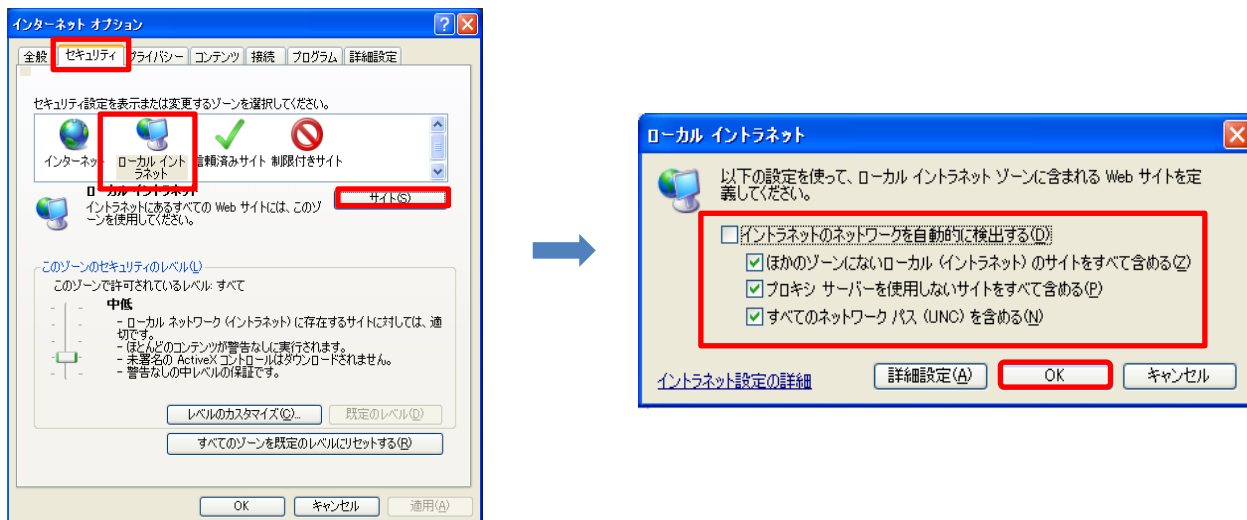 インターネット オプション
全般 セキュリティ プライバシー コンテンツ 接続 プログラム 詳細設定
セキュリティ設定を表示または変更するゾーンを選択してください。
インターネット ローカル イント
ラネット 信頼済みサイト 制限付きサイト
ローカル イントラネット
イントラネットにあるすべての Web サイトには、このゾ
ーンを使用してください。
サイト(S)
このゾーンのセキュリティのレベル(L)
このゾーンで許可されているレベル: すべて
中低
- ローカル ネットワーク (イントラネット) に存在するサイトに対しては、適
切です。
- ほとんどのコンテンツが警告なしに実行されます。
- 未署名の ActiveX コントロールはダウンロードされません。
- 警告なしの中レベルの保証です。
レベルのカスタマイズ(C)... 既定のレベル(D)
すべてのゾーンを既定のレベルにリセットする(R)
OK キャンセル 適用(A)
ローカル イントラネット
以下の設定を使って、ローカル イントラネット ゾーンに含まれる Web サイトを定
義してください。
イントラネットのネットワークを自動的に検出する(D)
ほかのゾーンにないローカル (イントラネット) のサイトをすべて含める(Z)
プロキシ サーバーを使用しないサイトをすべて含める(P)
すべてのネットワーク パス (UNC) を含める(N)
イントラネット設定の詳細 詳細設定(A) OK キャンセル